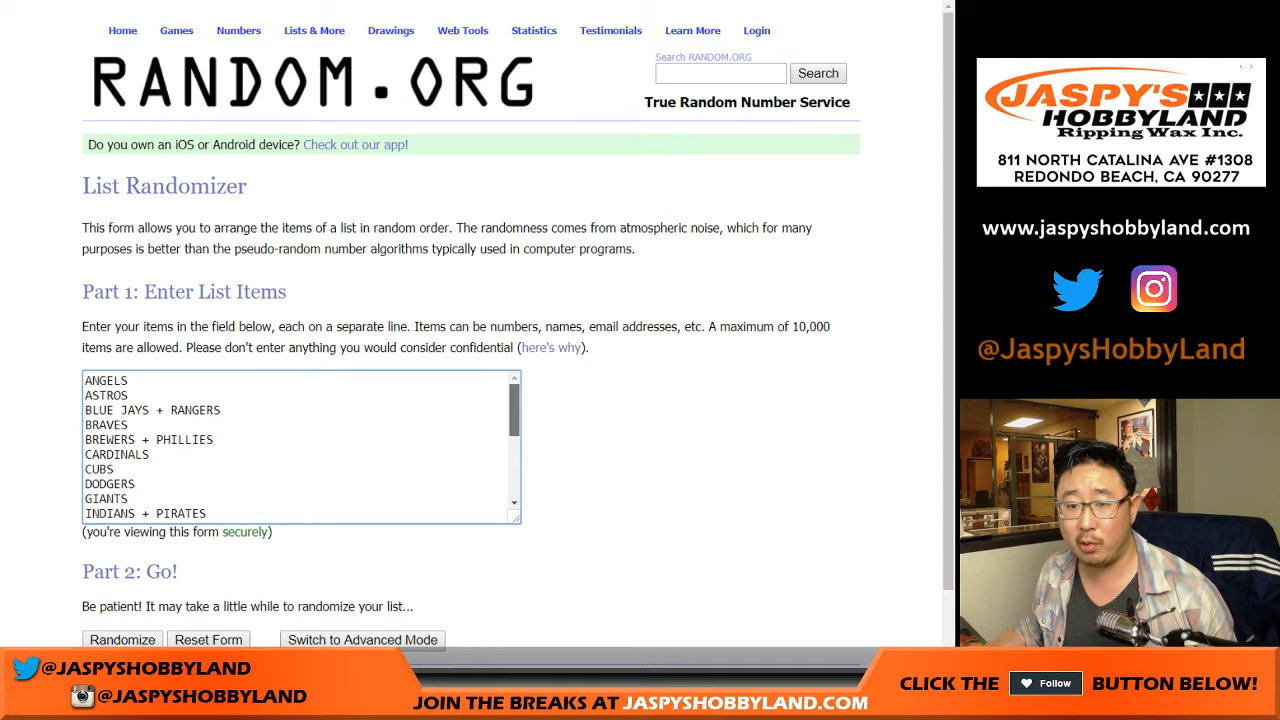 Home Games Numbers Lists & More Drawings Web Tools Statistics Testimonials Learn More Login
RANDOM.ORG
Search RANDOM.ORG
Search
True Random Number Service
Do you own an iOS or Android device? Check out our app!
List Randomizer
This form allows you to arrange the items of a list in random order. The randomness comes from atmospheric noise, which for many
purposes is better than the pseudo-random number algorithms typically used in computer programs.
Part 1: Enter List Items
Enter your items in the field below, each on a separate line. Items can be numbers, names, email addresses, etc. A maximum of 10,000
items are allowed. Please don't enter anything you would consider confidential (here's why).
ANGELS
ASTROS
BLUE JAYS + RANGERS
BRAVES
BREWERS + PHILLIES
CARDINALS
CUBS
DODGERS
GIANTS
INDIANS + PIRATES
(you're viewing this form securely)
Part 2: Go!
Be patient! It may take a little while to randomize your list...
Randomize Reset Form Switch to Advanced Mode
JASPY'S
HOBBYLAND
Ripping Wax Inc.
811 NORTH CATALINA AVE #1308
REDONDO BEACH, CA 90277
www.jaspyshobbyland.com
@JaspysHobbyLand
@JASPYSHOBBYLAND
@JASPYSHOBBYLAND
JOIN THE BREAKS AT JASPYSHOBBYLAND.COM
CLICK THE Follow BUTTON BELOW!